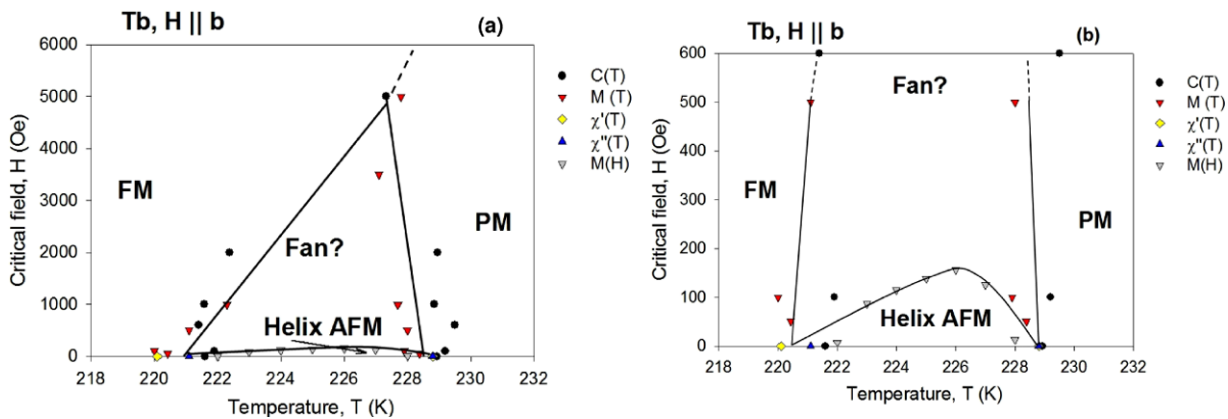 Tb, H || b
(a)
6000
5000
4000
3000
2000
1000
0
Critical field, H (Oe)
FM
Fan?
PM
Helix AFM
218 220 222 224 226 228 230 232
Temperature, T (K)
C(T)
M (T)
χ'(T)
χ"(T)
M(H)
Tb, H || b
(b)
600
500
400
300
200
100
0
Critical field, H (Oe)
Fan?
FM
PM
Helix AFM
218 220 222 224 226 228 230 232
Temperature, T (K)
C(T)
M(T)
χ'(T)
χ"(T)
M(H)